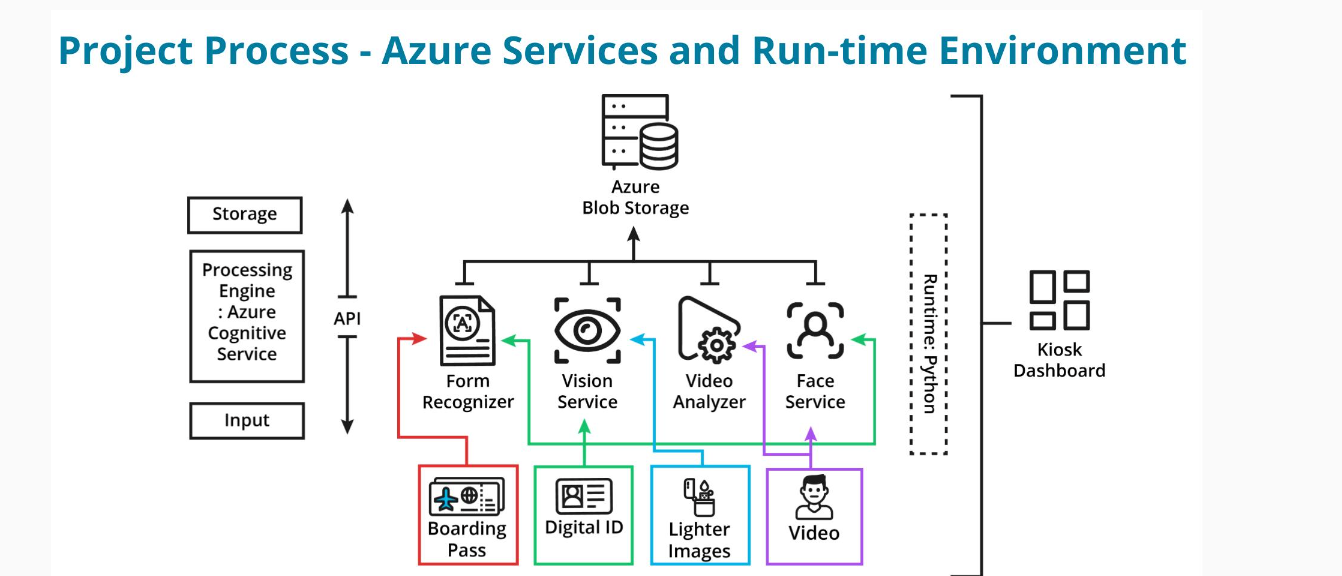 Project Process - Azure Services and Run-time Environment
Azure
Blob Storage
Storage
Processing
Engine
: Azure
Cognitive
Service
Input
API
Form
Recognizer
Vision
Service
Video
Analyzer
Face
Service
Runtime: Python
Kiosk
Dashboard
Boarding
Pass
Digital ID
Lighter
Images
Video